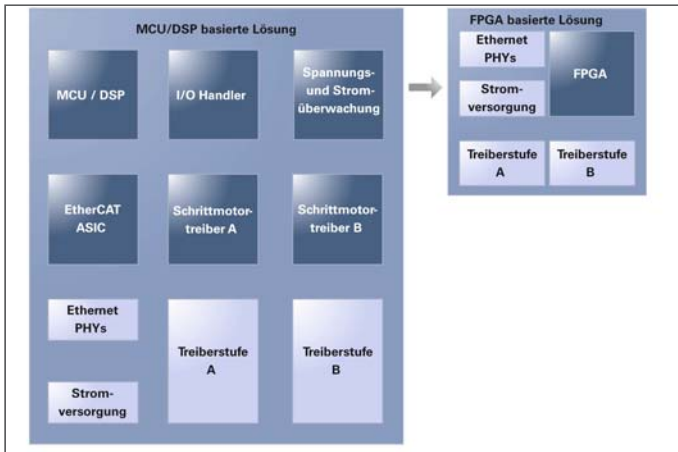 MCU/DSP basierte Lösung
MCU / DSP
I/O Handler
Spannungs-
und Strom-
überwachung
EtherCAT
ASIC
Schrittmotor-
treiber A
Schrittmotor-
treiber B
Ethernet
PHYs
Strom-
versorgung
Treiberstufe
A
Treiberstufe
B
FPGA basierte Lösung
Ethernet
PHYs
Strom-
versorgung
FPGA
Treiberstufe
A
Treiberstufe
B